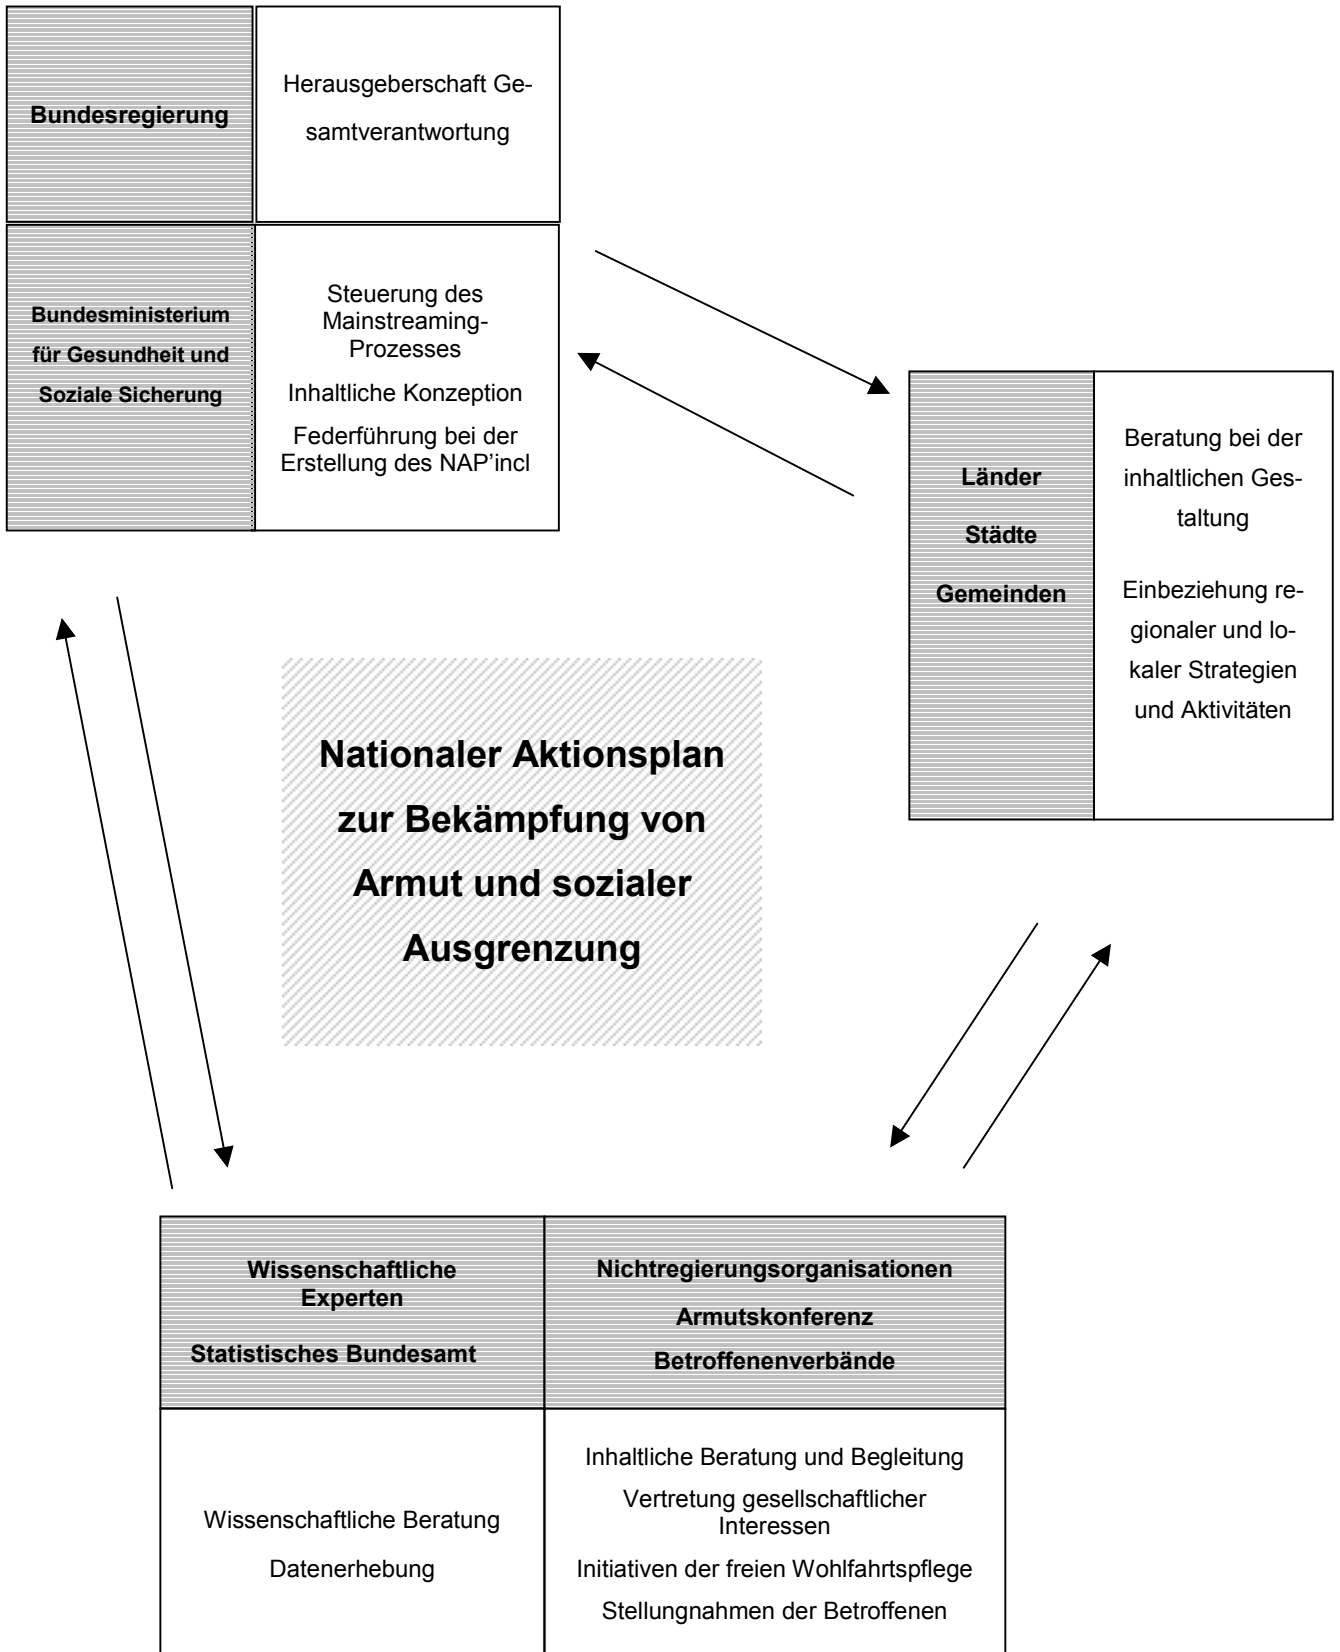 Bundesregierung
Herausgeberschaft Ge-
samtverantwortung
Bundesministerium
für Gesundheit und
Soziale Sicherung
Steuerung des
Mainstreaming-
Prozesses
Inhaltliche Konzeption
Federführung bei der
Erstellung des NAP’incl
Länder
Städte
Gemeinden
Beratung bei der
inhaltlichen Ges-
taltung
Einbeziehung re-
gionaler und lo-
kaler Strategien
und Aktivitäten
Nationaler Aktionsplan
zur Bekämpfung von
Armut und sozialer
Ausgrenzung
Wissenschaftliche
Experten
Statistisches Bundesamt
Nichtregierungsorganisationen
Armutskonferenz
Betroffenenverbände
Wissenschaftliche Beratung
Datenerhebung
Inhaltliche Beratung und Begleitung
Vertretung gesellschaftlicher
Interessen
Initiativen der freien Wohlfahrtspflege
Stellungnahmen der Betroffenen